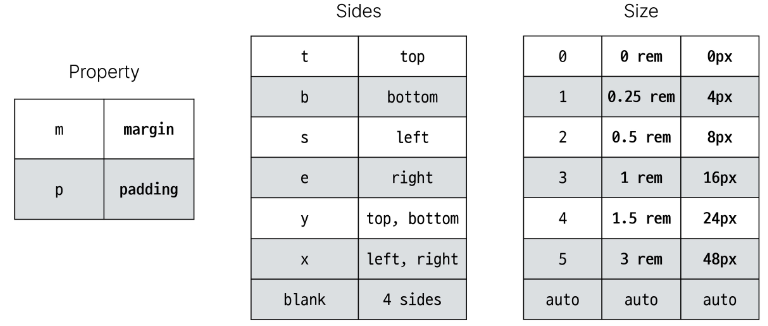 Property
m margin
p padding
Sides
t top
b bottom
s left
e right
y top, bottom
x left, right
blank 4 sides
Size
0 0 rem 0px
1 0.25 rem 4px
2 0.5 rem 8px
3 1 rem 16px
4 1.5 rem 24px
5 3 rem 48px
auto auto auto